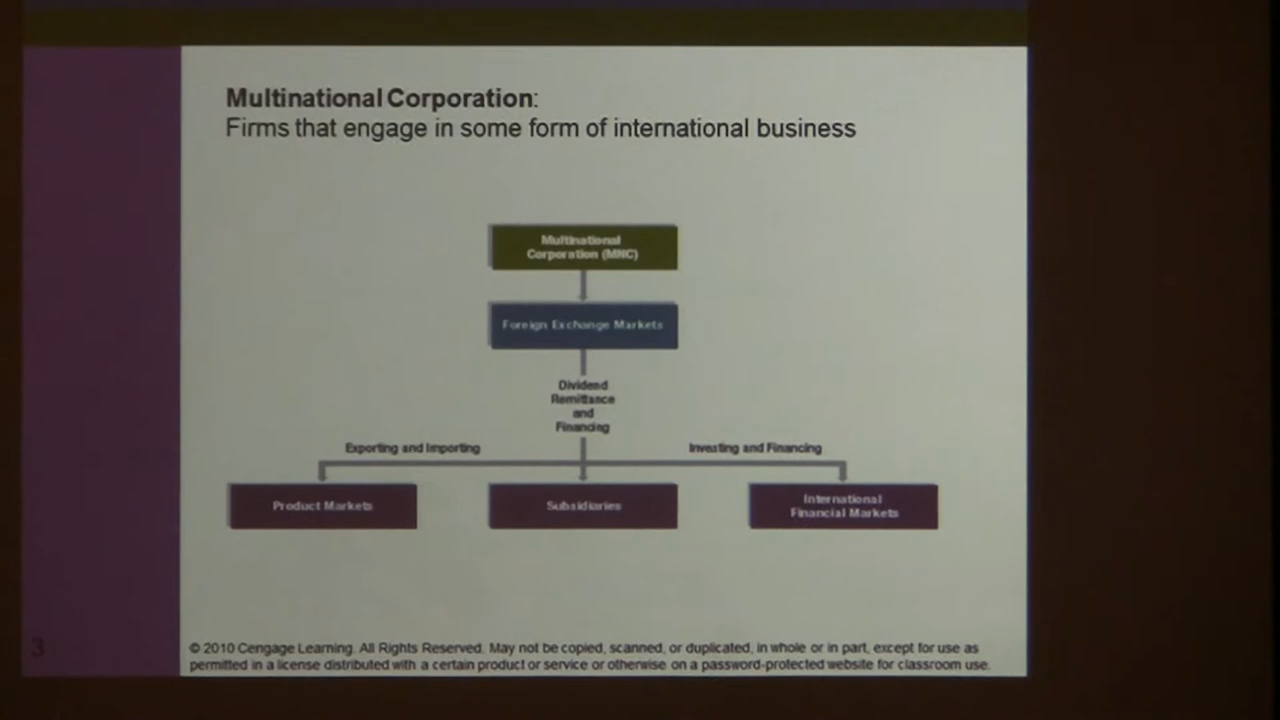 Multinational Corporation:
Firms that engage in some form of international business
Multinational
Corporation (MNC)
Foreign Exchange Markets
Dividend
Remittance
and
Financing
Exporting and Importing
Investing and Financing
Product Markets
Subsidiaries
International
Financial Markets
3
© 2010 Cengage Learning. All Rights Reserved. May not be copied, scanned, or duplicated, in whole or in part, except for use as
permitted in a license distributed with a certain product or service or otherwise on a password-protected website for classroom use.